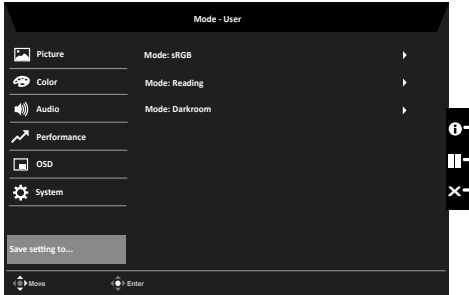 Mode - User
Picture
Mode: sRGB
Color
Mode: Reading
Audio
Mode: Darkroom
Performance
OSD
System
Save setting to...
Move
Enter